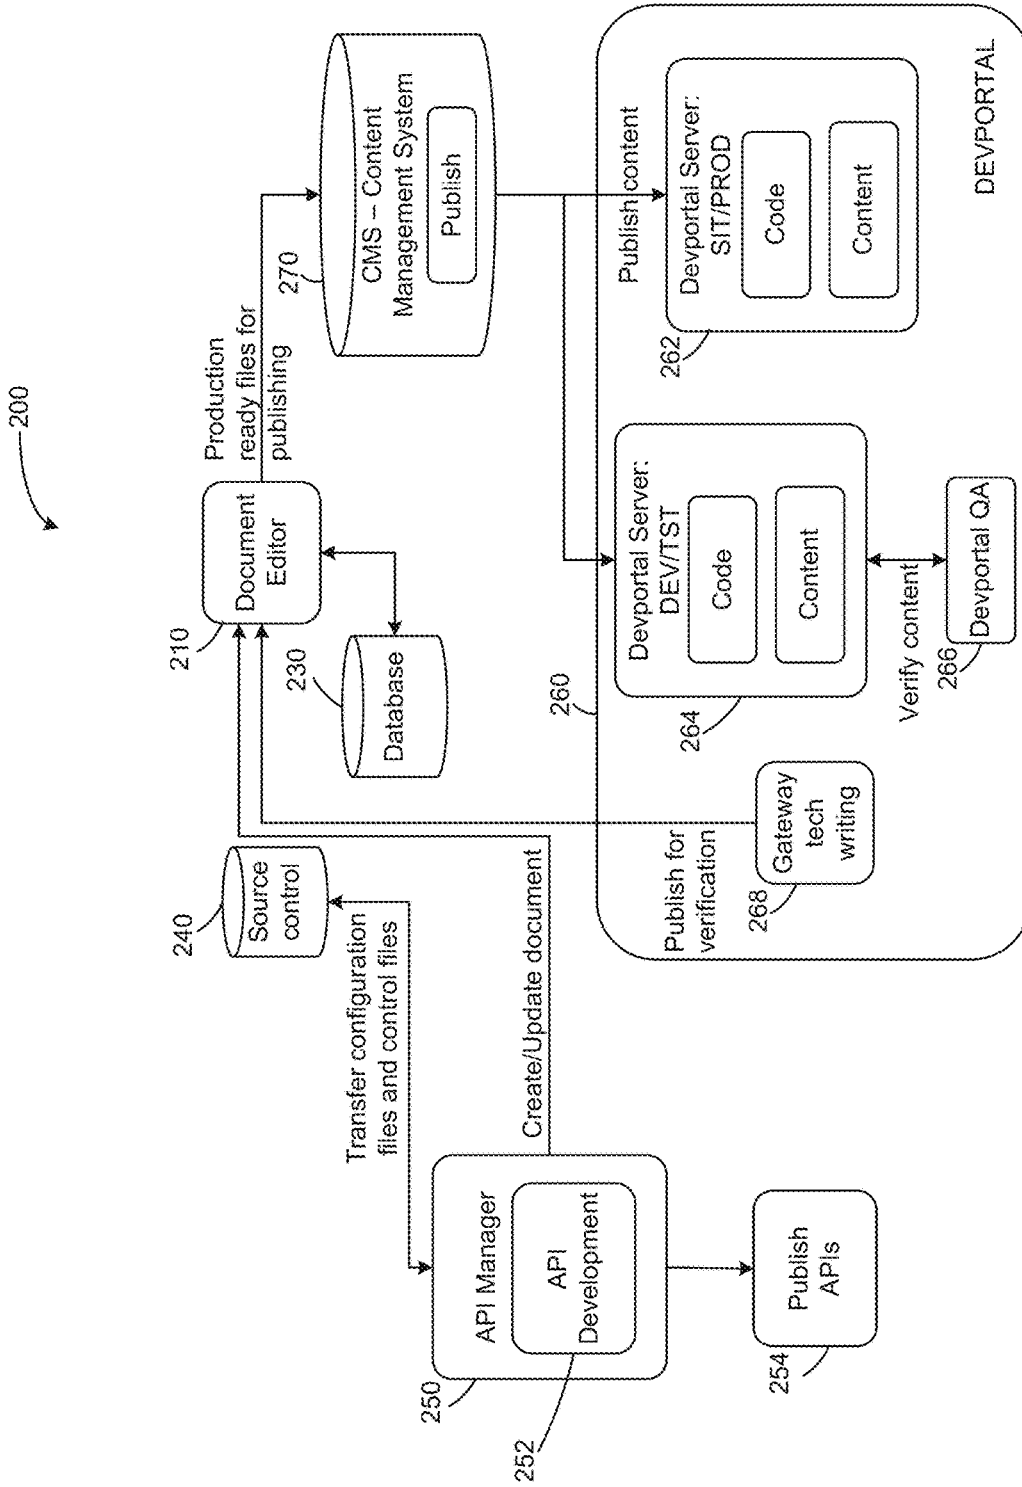 200
240
Source
control
Transfer configuration
files and control files
250
API Manager
252
API
Development
254
Publish
APIs
Create/Update document
210
Document
Editor
230
Database
Production
ready files for
publishing
270
CMS – Content
Management System
Publish
Publish content
260
Publish for
verification
268
Gateway
tech
writing
264
Devportal Server:
DEV/TST
Code
Content
Verify content
266
Devportal QA
262
Devportal Server:
SIT/PROD
Code
Content
DEVPORTAL